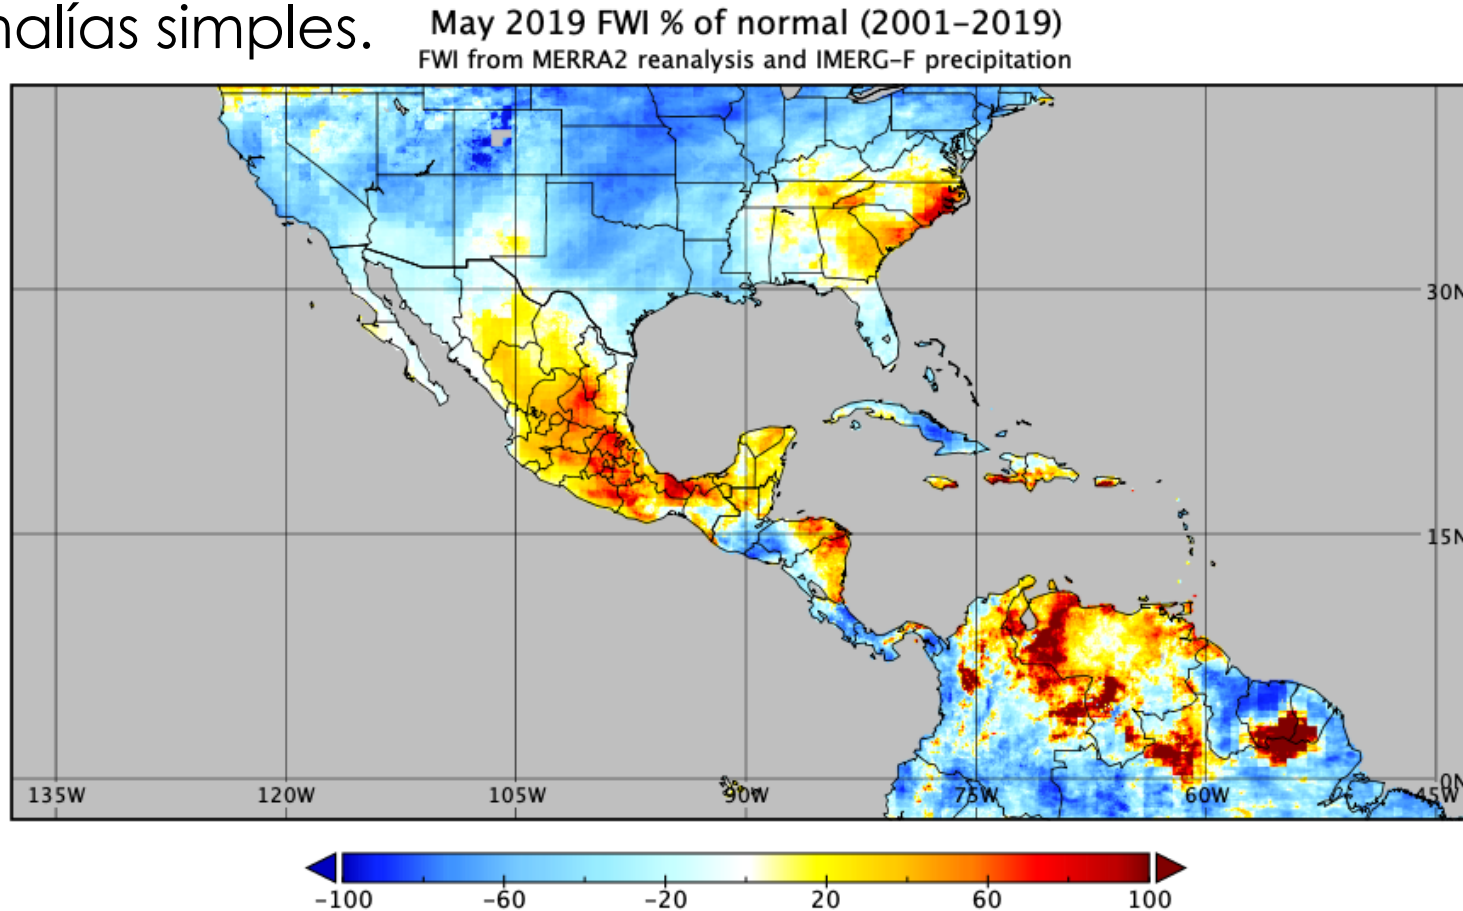 nalías simples.
May 2019 FWI % of normal (2001-2019)
FWI from MERRA2 reanalysis and IMERG-F precipitation
30N
15N
0N
135W 120W 105W 90W 75W 60W 45W
-100 -60 -20 20 60 100